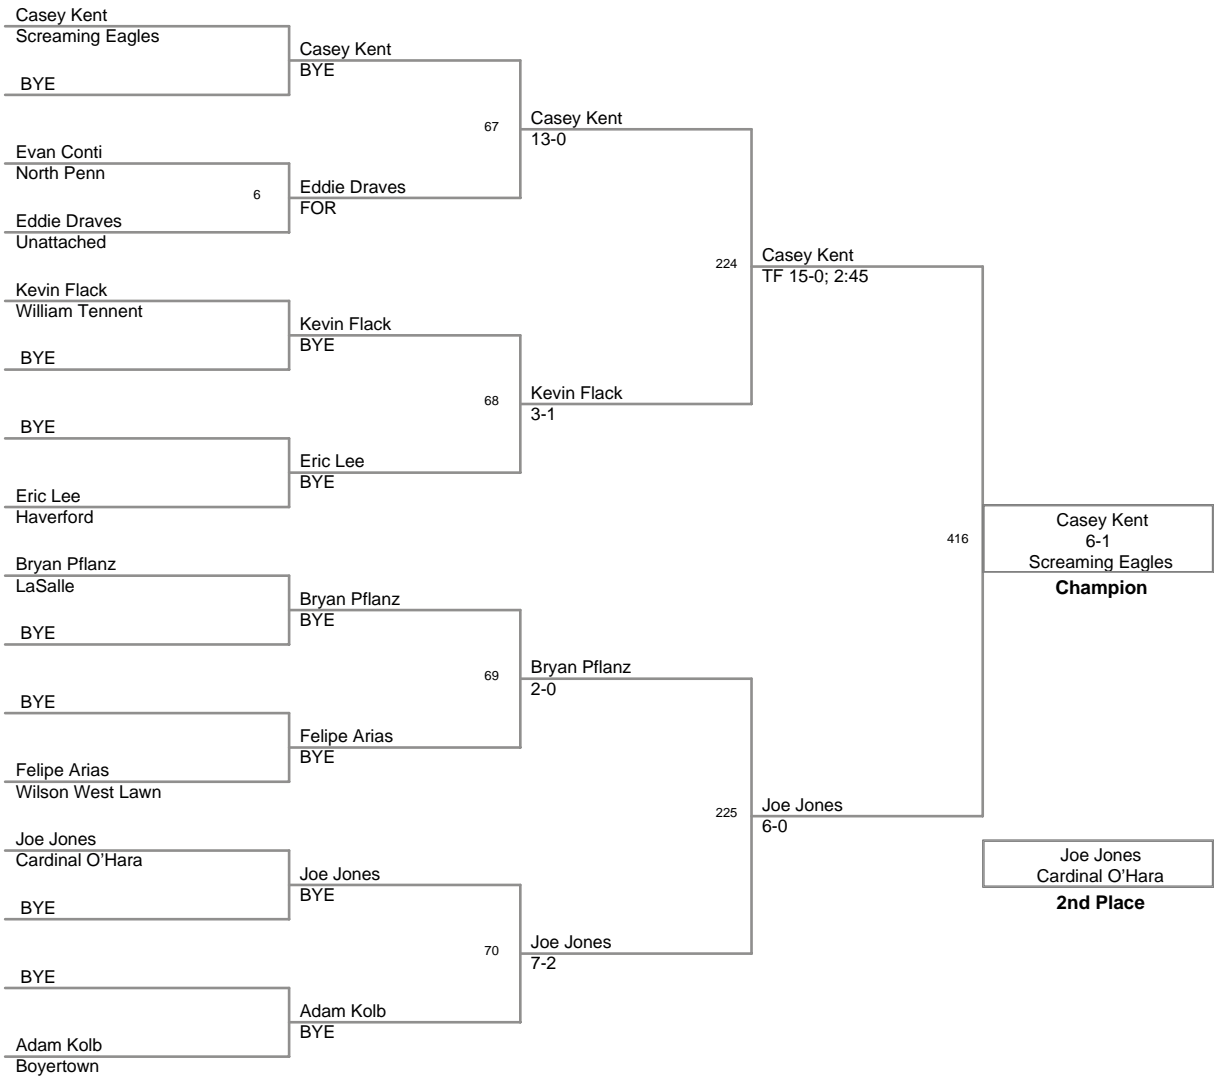 Casey Kent
Screaming Eagles
BYE
Casey Kent
BYE
Evan Conti
North Penn
6
Eddie Draves
Unattached
Eddie Draves
FOR
67
Casey Kent
13-0
Kevin Flack
William Tennent
BYE
Kevin Flack
BYE
BYE
Eric Lee
Haverford
Eric Lee
BYE
68
Kevin Flack
3-1
224
Casey Kent
TF 15-0; 2:45
Bryan Pflanz
LaSalle
BYE
Bryan Pflanz
BYE
BYE
Felipe Arias
Wilson West Lawn
Felipe Arias
BYE
69
Bryan Pflanz
2-0
Joe Jones
Cardinal O'Hara
BYE
Joe Jones
BYE
BYE
Adam Kolb
Boyertown
Adam Kolb
BYE
70
Joe Jones
7-2
225
Joe Jones
6-0
416
Casey Kent
6-1
Screaming Eagles
Champion
Joe Jones
Cardinal O'Hara
2nd Place